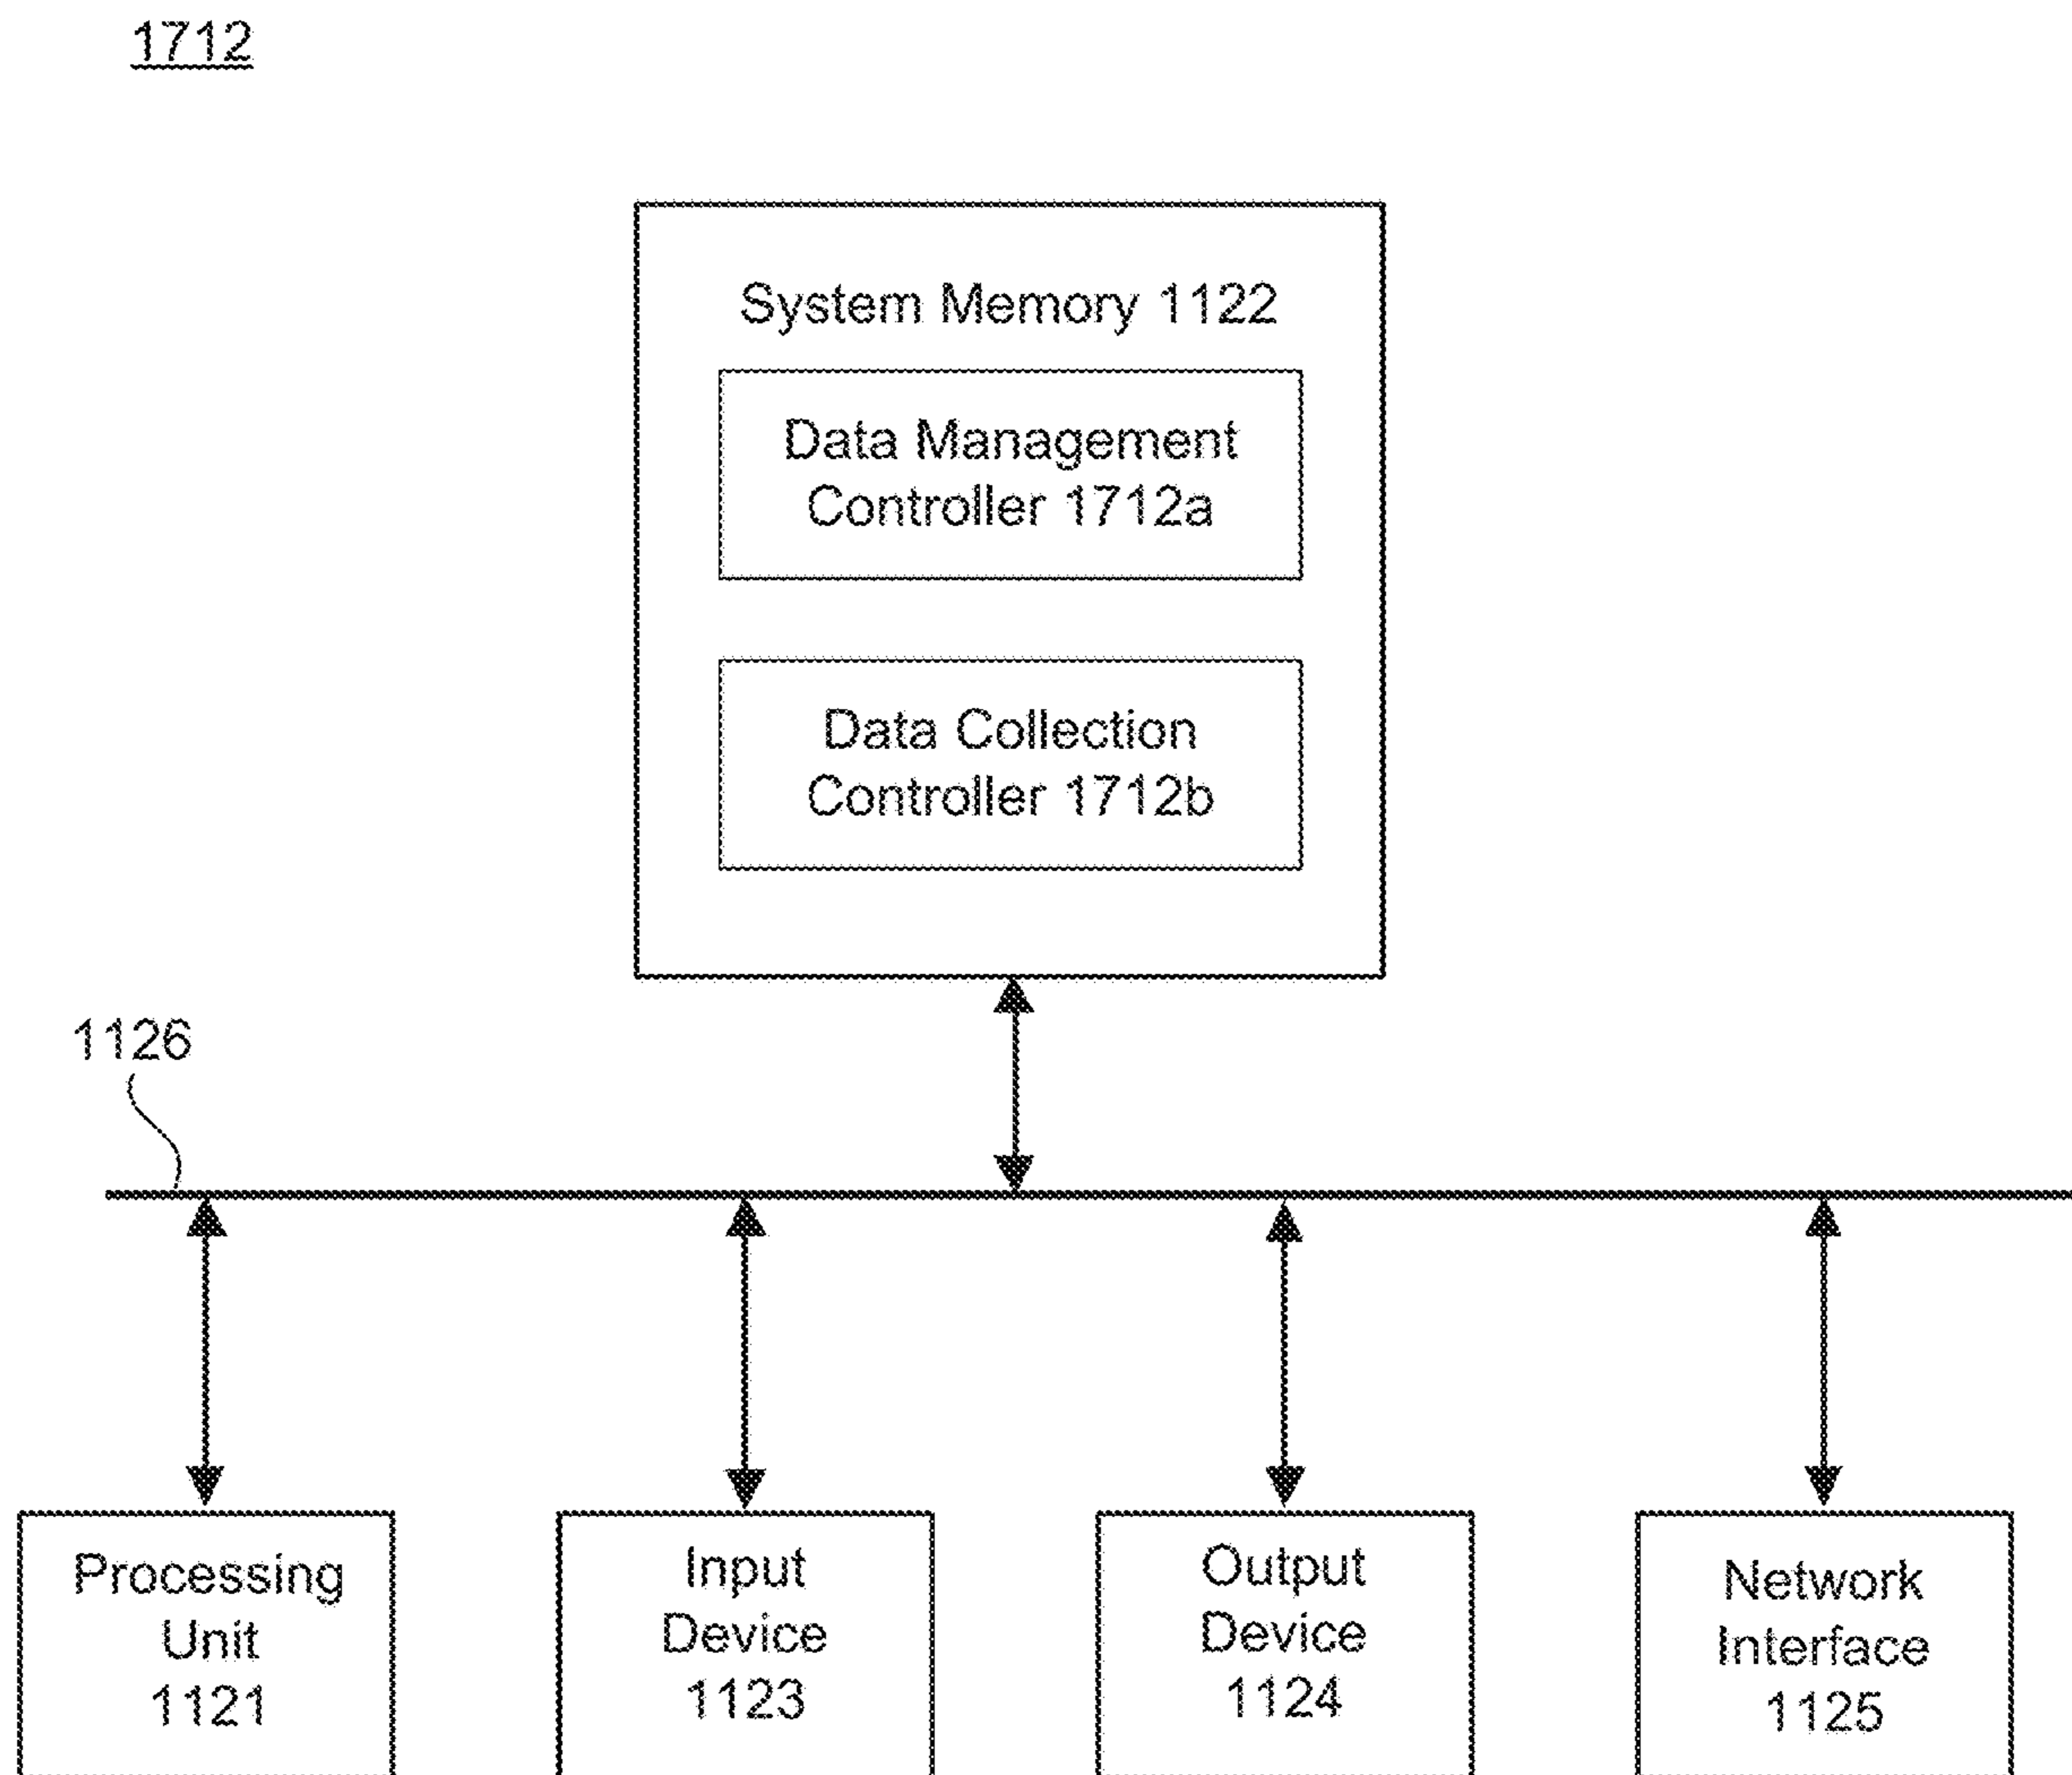 1712
System Memory 1122
Data Management
Controller 1712a
Data Collection
Controller 1712b
1126
Processing
Unit
1121
Input
Device
1123
Output
Device
1124
Network
Interface
1125